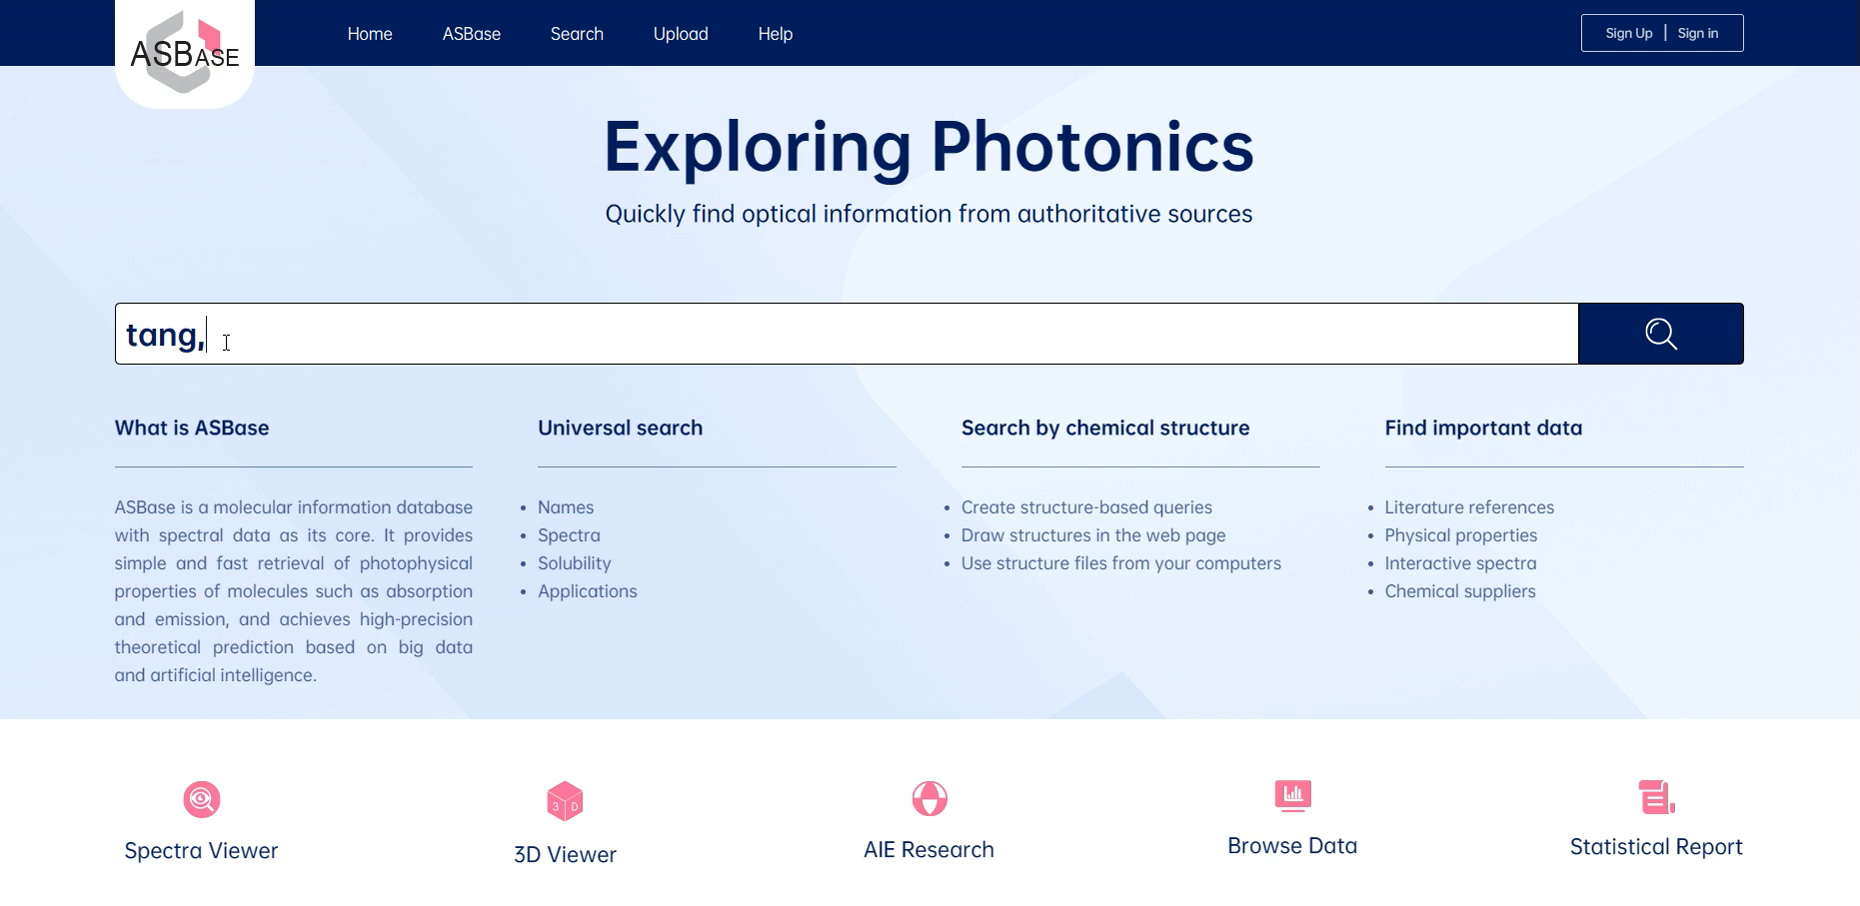 ASBASE
Home
ASBase
Search
Upload
Help
Sign Up | Sign in
Exploring Photonics
Quickly find optical information from authoritative sources
tang,
What is ASBase
ASBase is a molecular information database
with spectral data as its core. It provides
simple and fast retrieval of photophysical
properties of molecules such as absorption
and emission, and achieves high-precision
theoretical prediction based on big data
and artificial intelligence.
Universal search
• Names
• Spectra
• Solubility
• Applications
Search by chemical structure
• Create structure-based queries
• Draw structures in the web page
• Use structure files from your computers
Find important data
• Literature references
• Physical properties
• Interactive spectra
• Chemical suppliers
Spectra Viewer
3 D
3D Viewer
AIE Research
Browse Data
Statistical Report